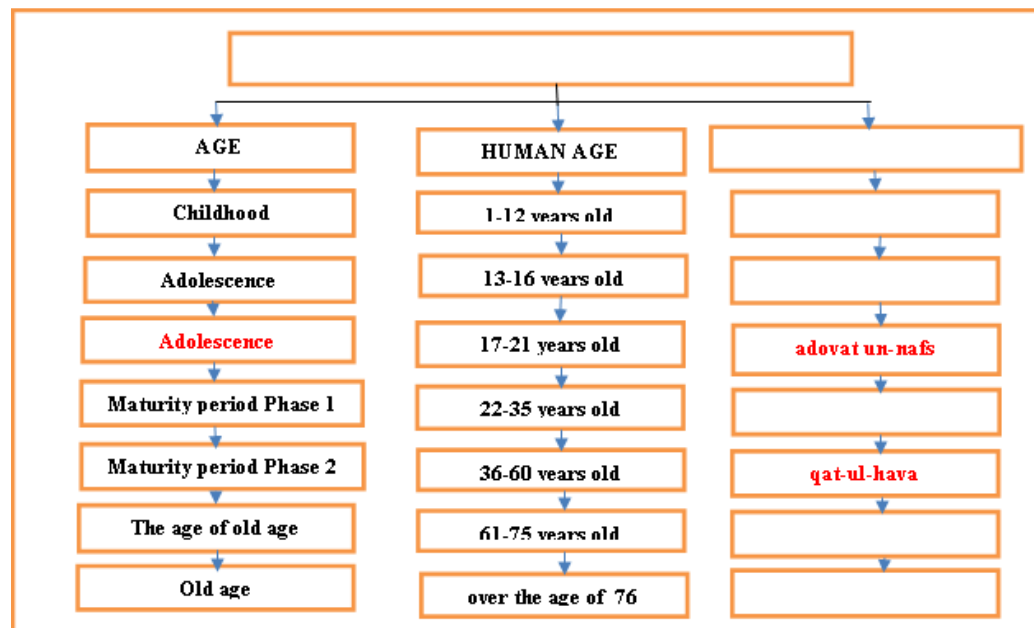 AGE
HUMAN AGE
Childhood
1-12 years old
Adolescence
13-16 years old
Adolescence
17-21 years old
adovat un-nafs
Maturity period Phase 1
22-35 years old
Maturity period Phase 2
36-60 years old
qat-ul-hava
The age of old age
61-75 years old
Old age
over the age of 76